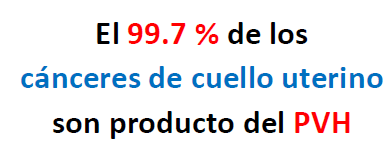 El 99.7 % de los
cánceres de cuello uterino
son producto del PVH